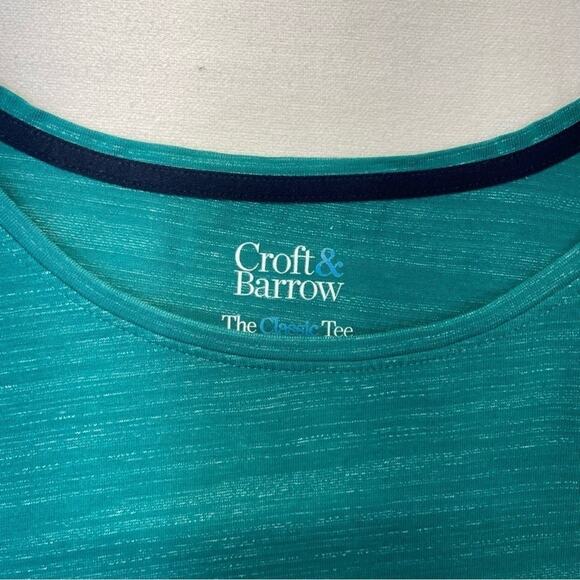 Croft&
Barrow
The Classic Tee